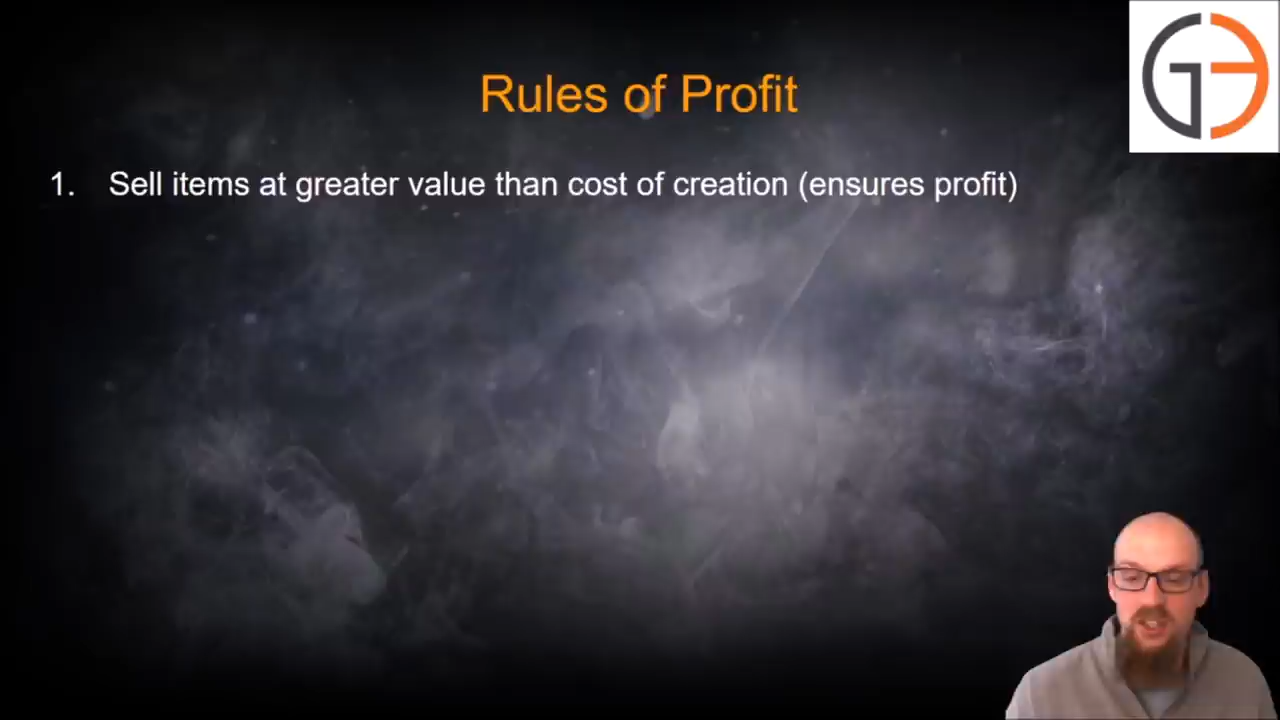 Rules of Profit
1. Sell items at greater value than cost of creation (ensures profit)